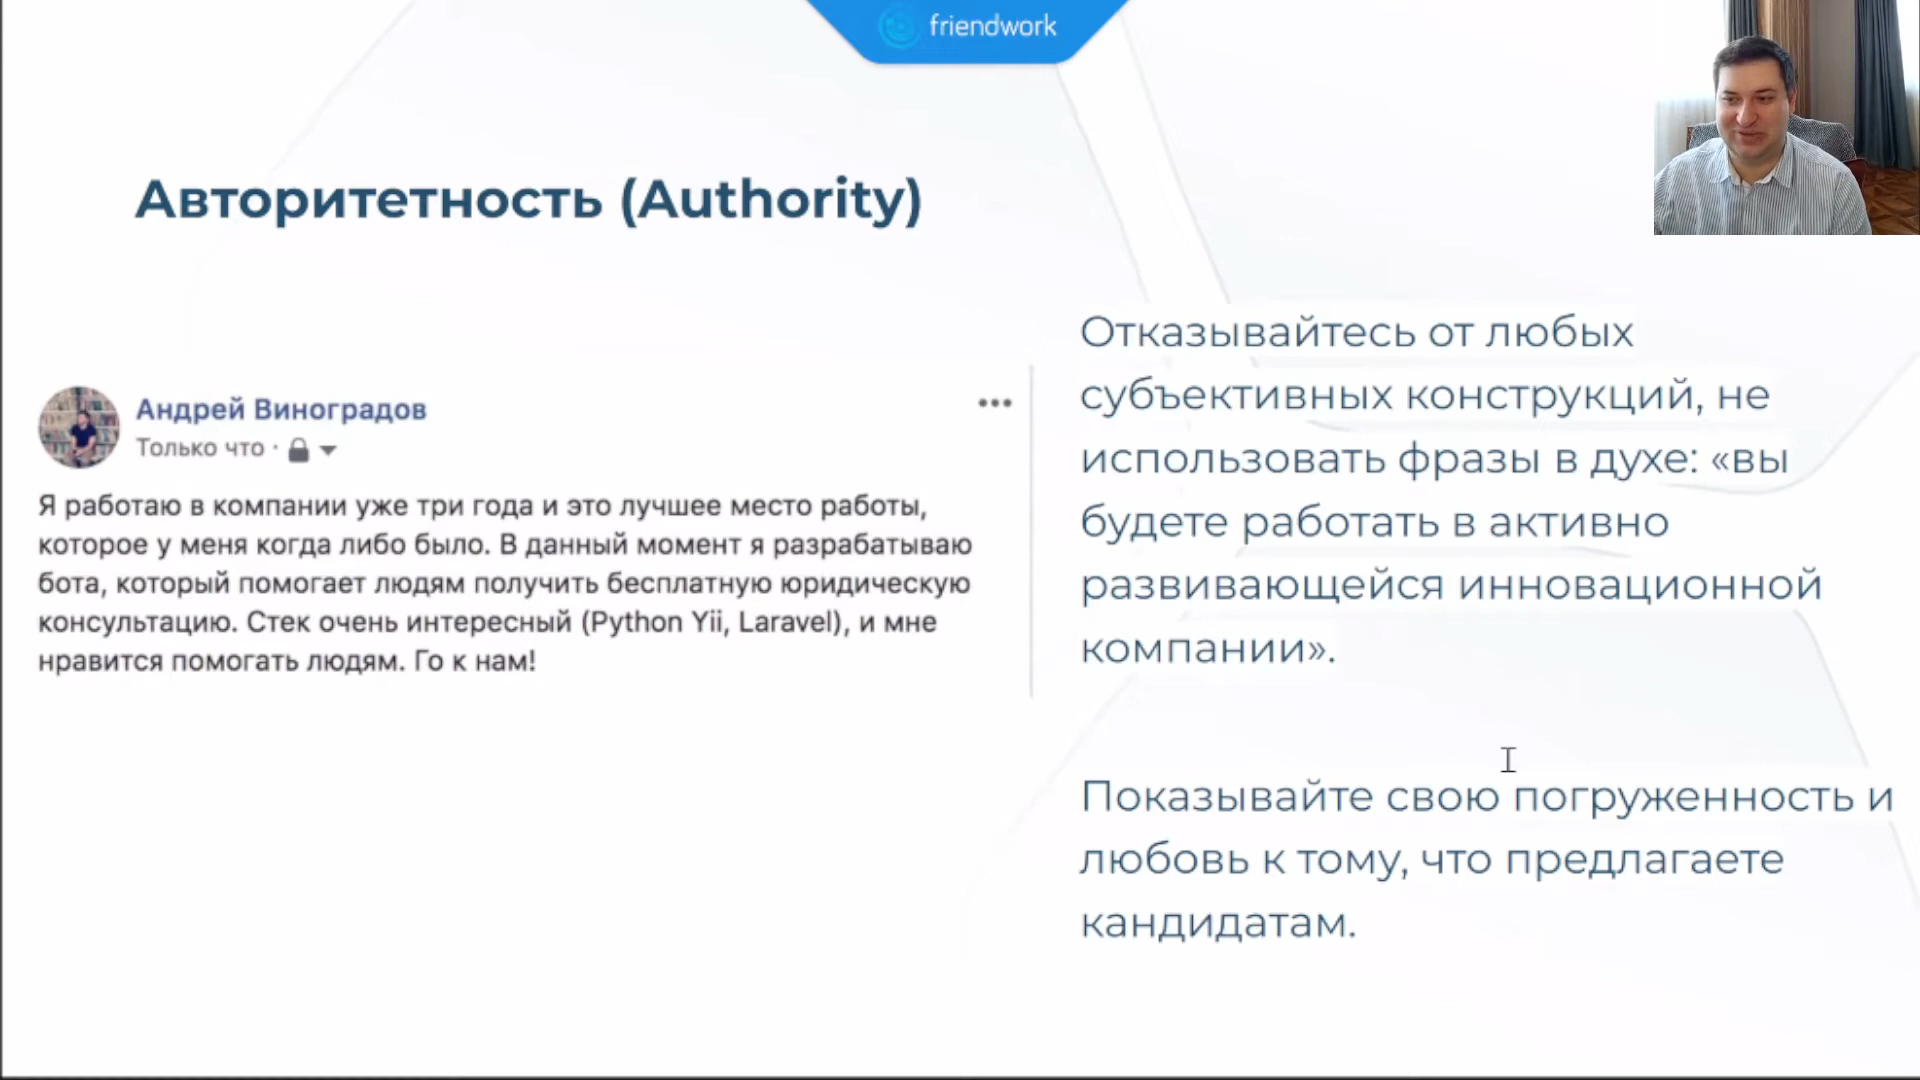 friendwork
Авторитетность (Authority)
Андрей Виноградов
Только что ·
Я работаю в компании уже три года и это лучшее место работы,
которое у меня когда либо было. В данный момент я разрабатываю
бота, который помогает людям получить бесплатную юридическую
консультацию. Стек очень интересный (Python Yii, Laravel), и мне
нравится помогать людям. Го к нам!
Отказывайтесь от любых
субъективных конструкций, не
использовать фразы в духе: «вы
будете работать в активно
развивающейся инновационной
компании».
Показывайте свою погруженность и
любовь к тому, что предлагаете
кандидатам.